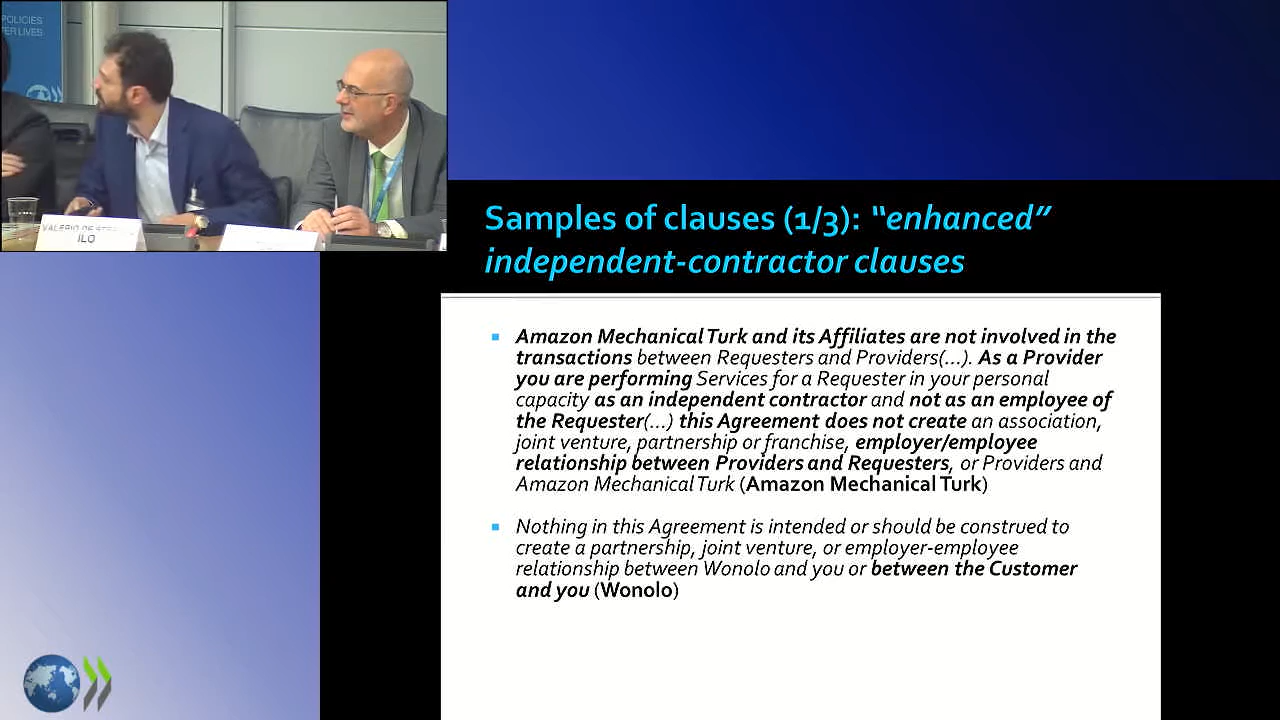 POLICIES
ER LIVES
VALERIO DE STE
ILO
Samples of clauses (1/3): “enhanced”
independent-contractor clauses
Amazon Mechanical Turk and its Affiliates are not involved in the
transactions between Requesters and Providers(...). As a Provider
you are performing Services for a Requester in your personal
capacity as an independent contractor and not as an employee of
the Requester(...) this Agreement does not create an association,
joint venture, partnership or franchise, employer/employee
relationship between Providers and Requesters, or Providers and
Amazon Mechanical Turk (Amazon Mechanical Turk)
Nothing in this Agreement is intended or should be construed to
create a partnership, joint venture, or employer-employee
relationship between Wonolo and you or between the Customer
and you (Wonolo)